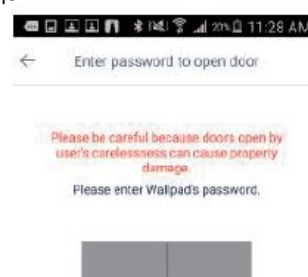 20% 11:28 AM
Enter password to open door
Please be careful because doors open by
user's carelessness can cause property
damage.
Please enter Wallpad's password.